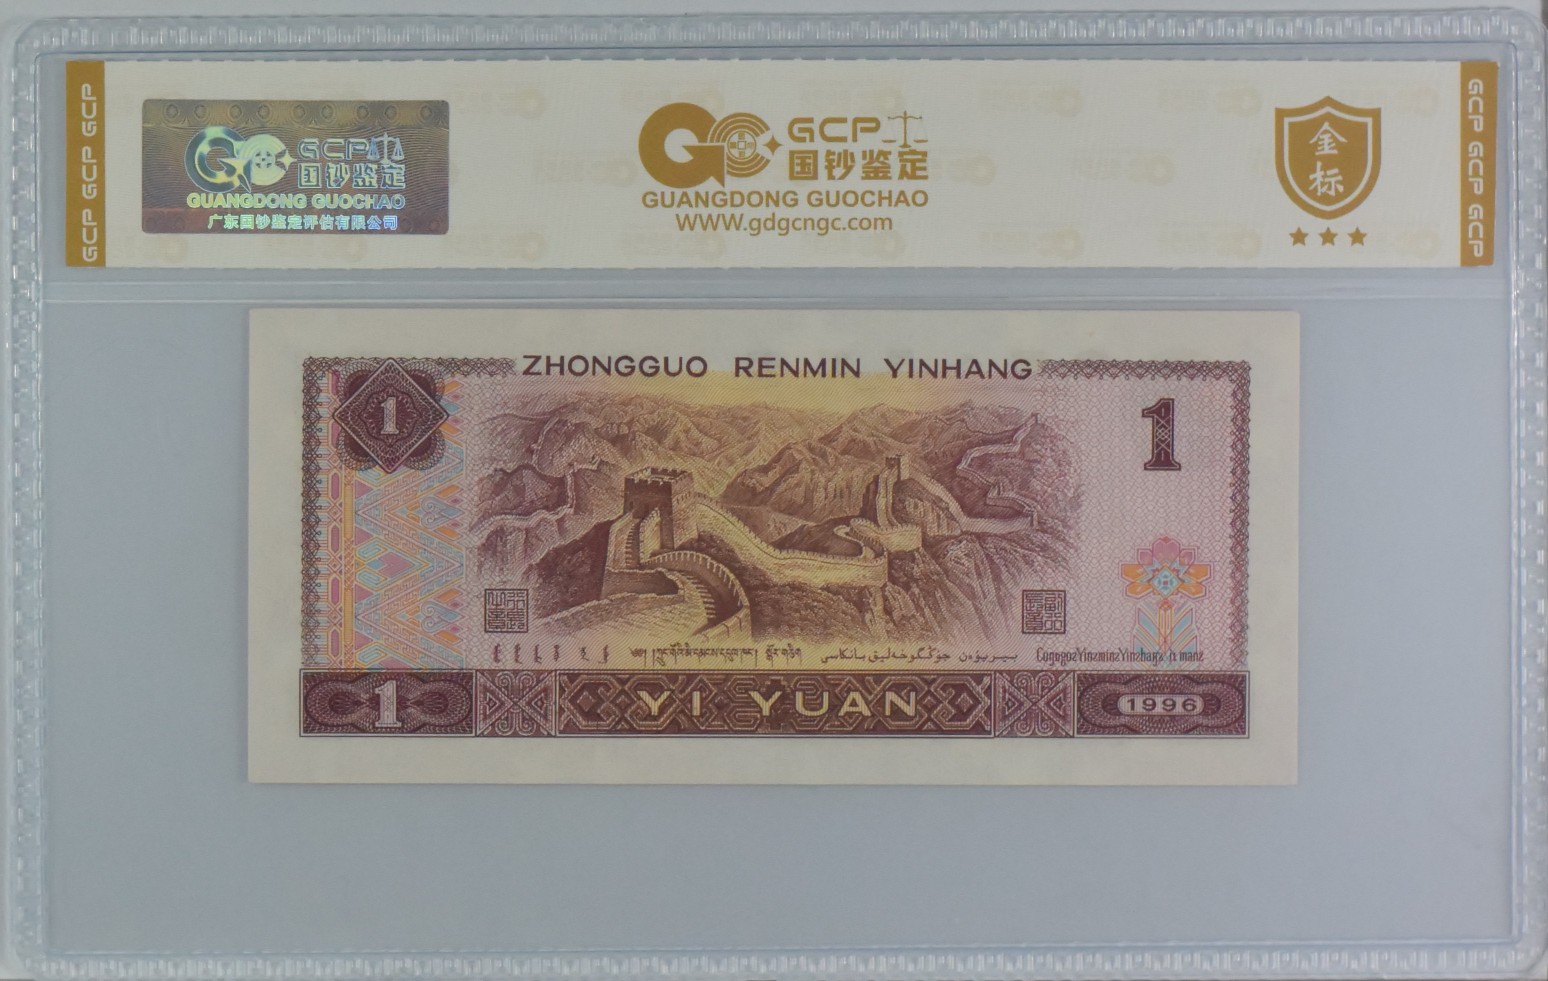 GCP GCP GCP
GCP
国钞鉴定
GUANGDONG GUOCHAO
广东国钞鉴定评估有限公司
GCP
国钞鉴定
GUANGDONG GUOCHAO
WWW.gdgcngc.com
金
标
GCP GCP GCP
ZHONGGUO RENMIN YINHANG
1
1
1
YI YUAN
1996